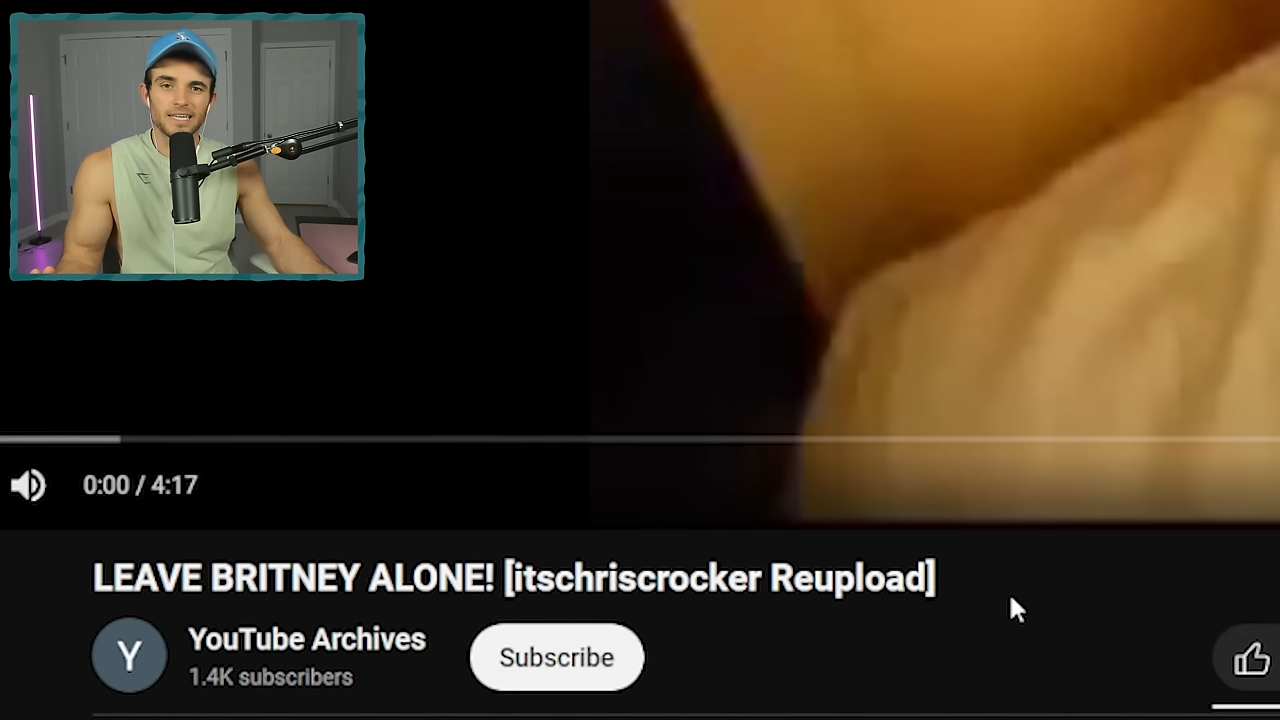 0:00 / 4:17
LEAVE BRITNEY ALONE! [itschriscrocker Reupload]
Y
YouTube Archives
1.4K subscribers
Subscribe